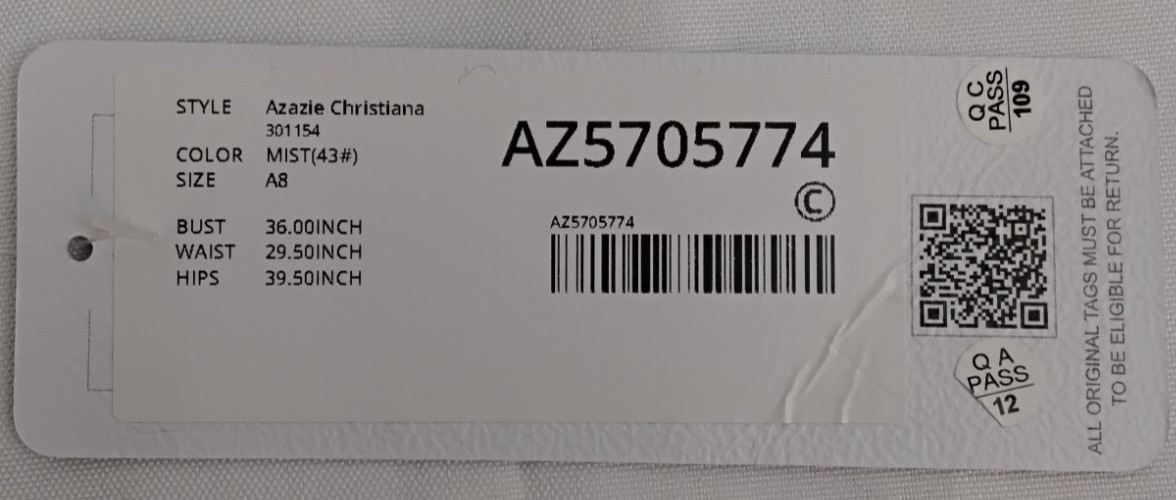 STYLE Azazie Christiana
301154
COLOR MIST(43#)
SIZE A8
BUST 36.00INCH
WAIST 29.50INCH
HIPS 39.50INCH
AZ5705774
©
AZ5705774
Q C
PASS
109
Q A
PASS
12
ALL ORIGINAL TAGS MUST BE ATTACHED
TO BE ELIGIBLE FOR RETURN.